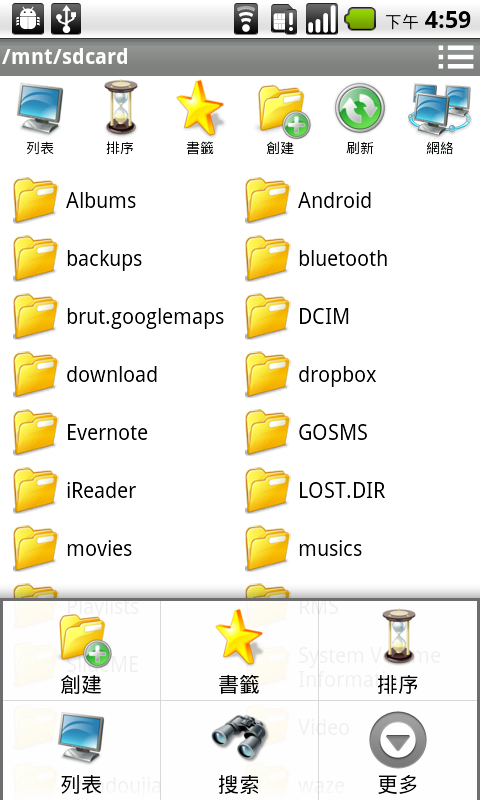 下午 4:59
/mnt/sdcard
列表 排序 書籤 創建 刷新 網絡
Albums Android
backups bluetooth
brut.googlemaps DCIM
download dropbox
Evernote GOSMS
iReader LOST.DIR
movies musics
Playlists RMS
創建 書籤 排序
System Volume
Information
Video
列表 搜索 更多
waze